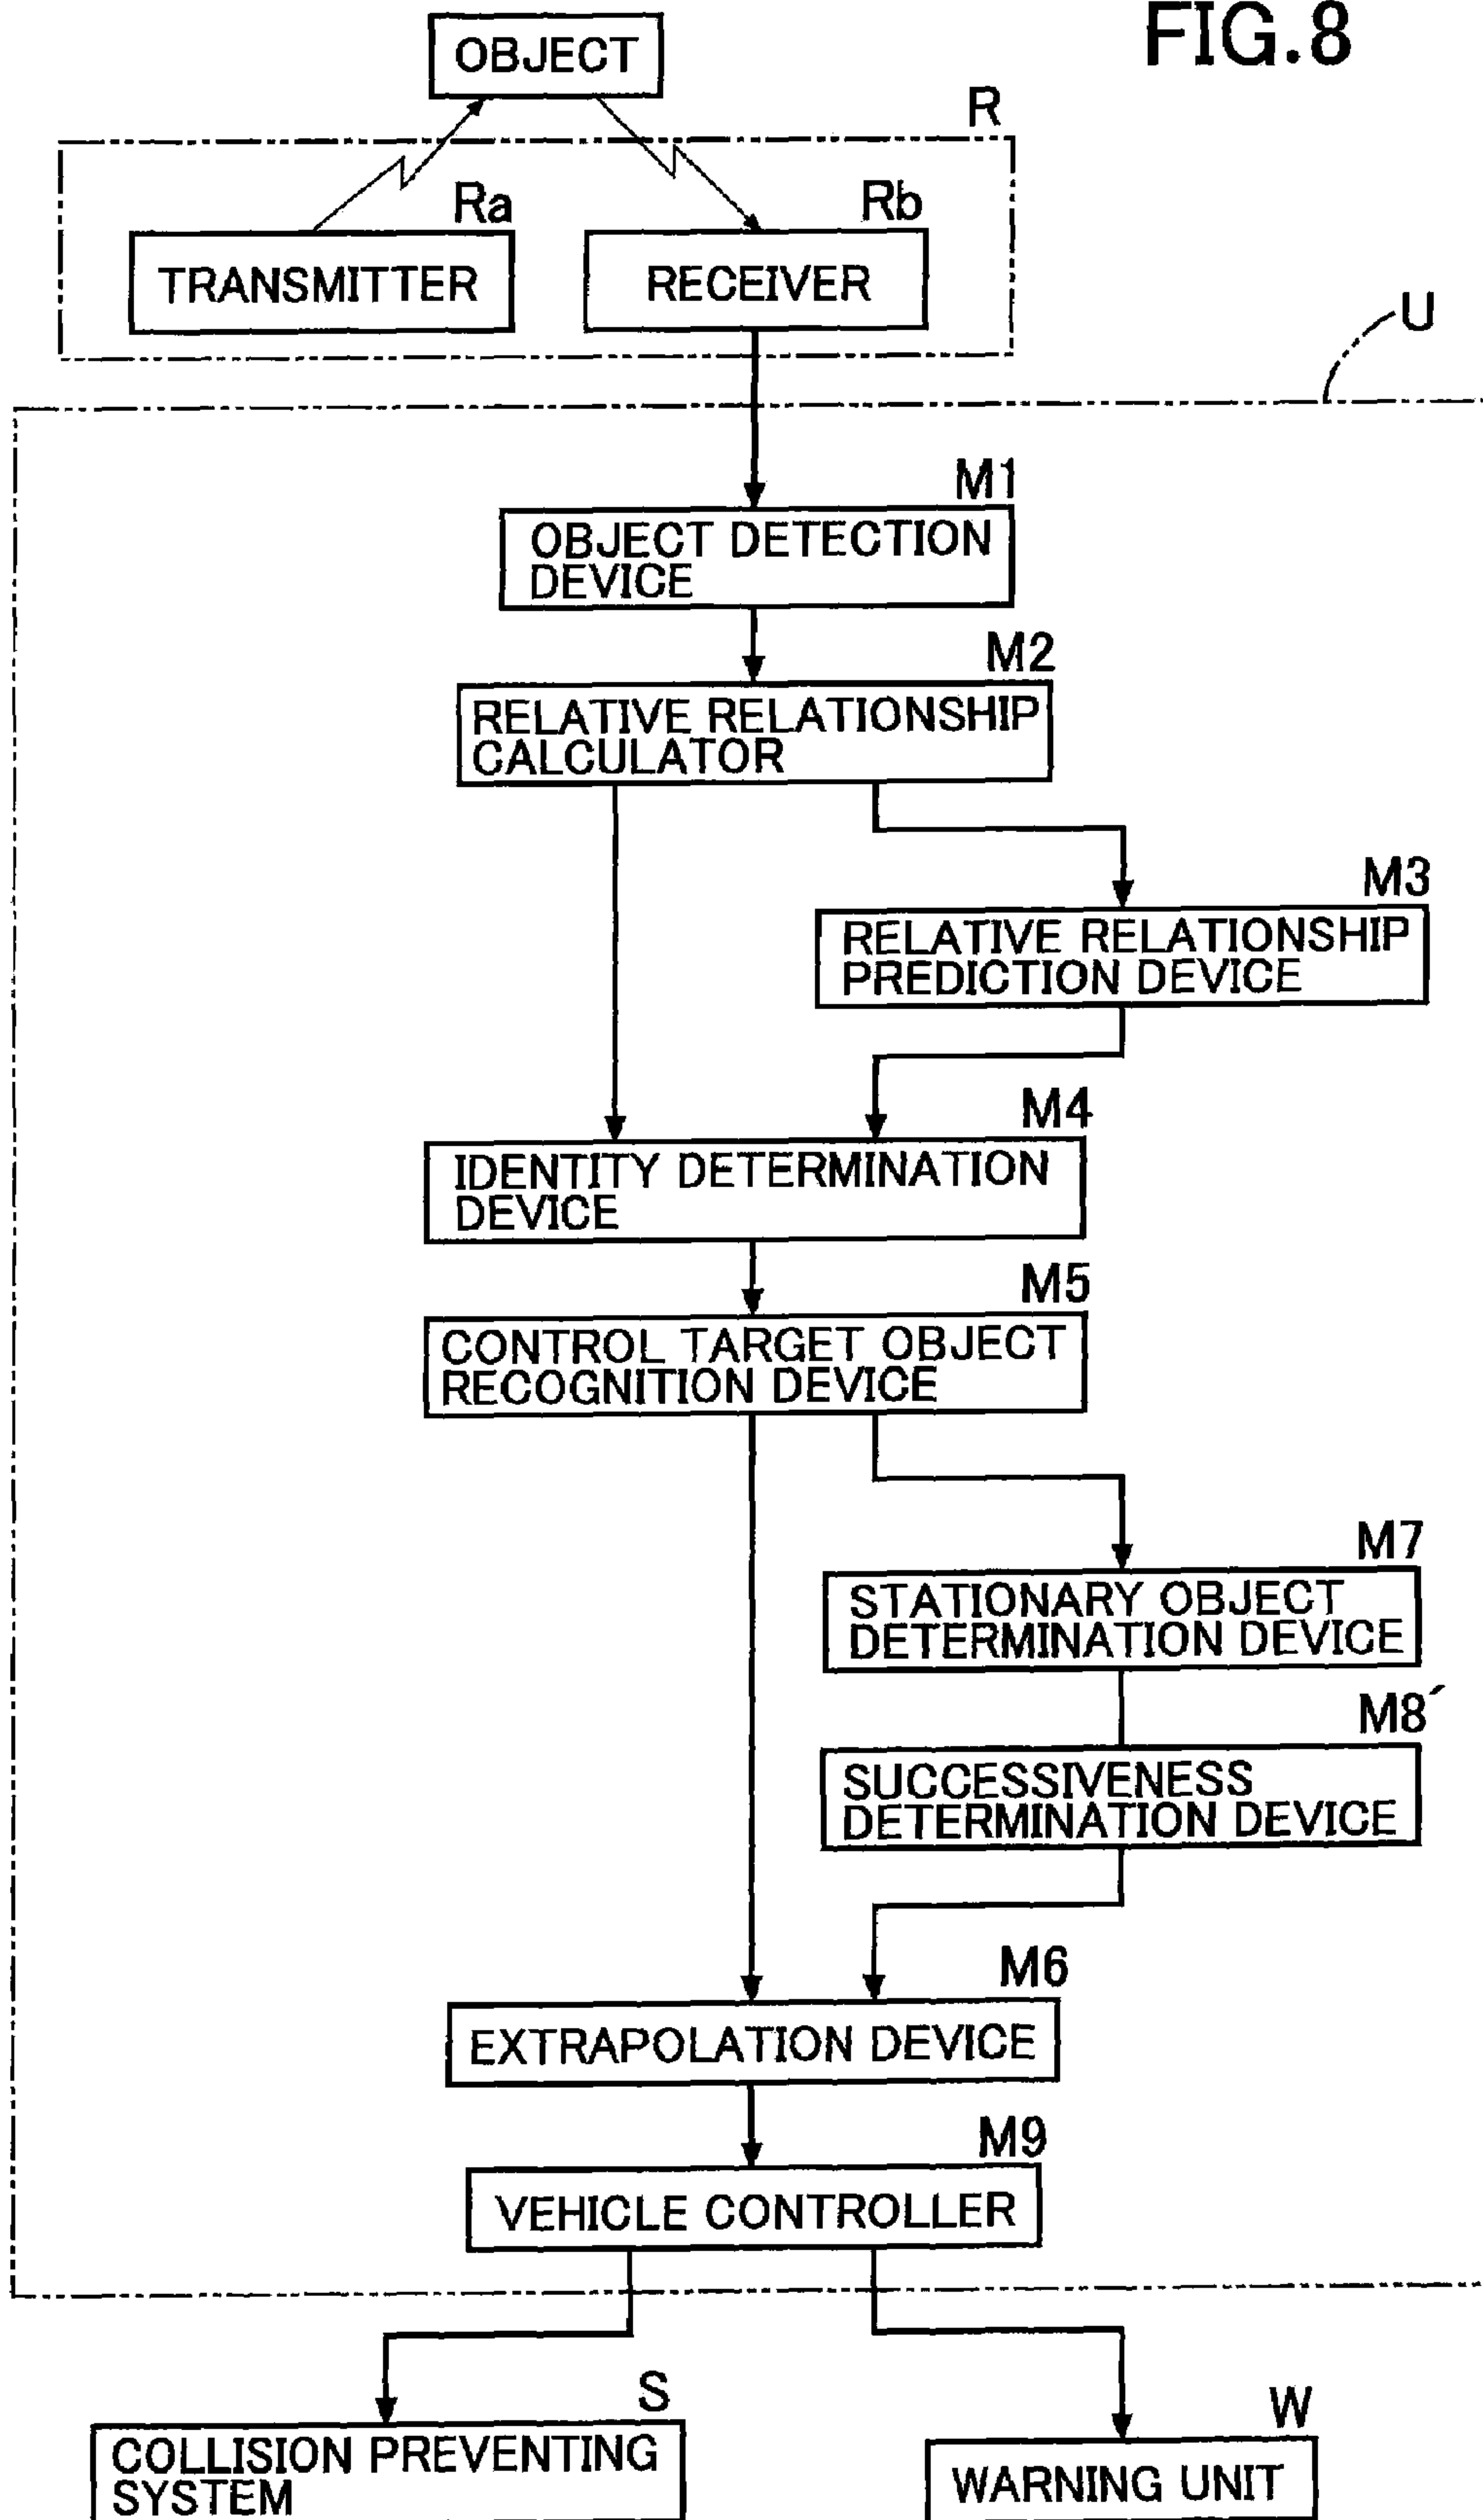 FIG.8
OBJECT
R
Ra
Rb
TRANSMITTER
RECEIVER
U
M1
OBJECT DETECTION
DEVICE
M2
RELATIVE RELATIONSHIP
CALCULATOR
M3
RELATIVE RELATIONSHIP
PREDICTION DEVICE
M4
IDENTITY DETERMINATION
DEVICE
M5
CONTROL TARGET OBJECT
RECOGNITION DEVICE
M7
STATIONARY OBJECT
DETERMINATION DEVICE
M8´
SUCCESSIVENESS
DETERMINATION DEVICE
M6
EXTRAPOLATION DEVICE
M9
VEHICLE CONTROLLER
S
COLLISION PREVENTING
SYSTEM
W
WARNING UNIT